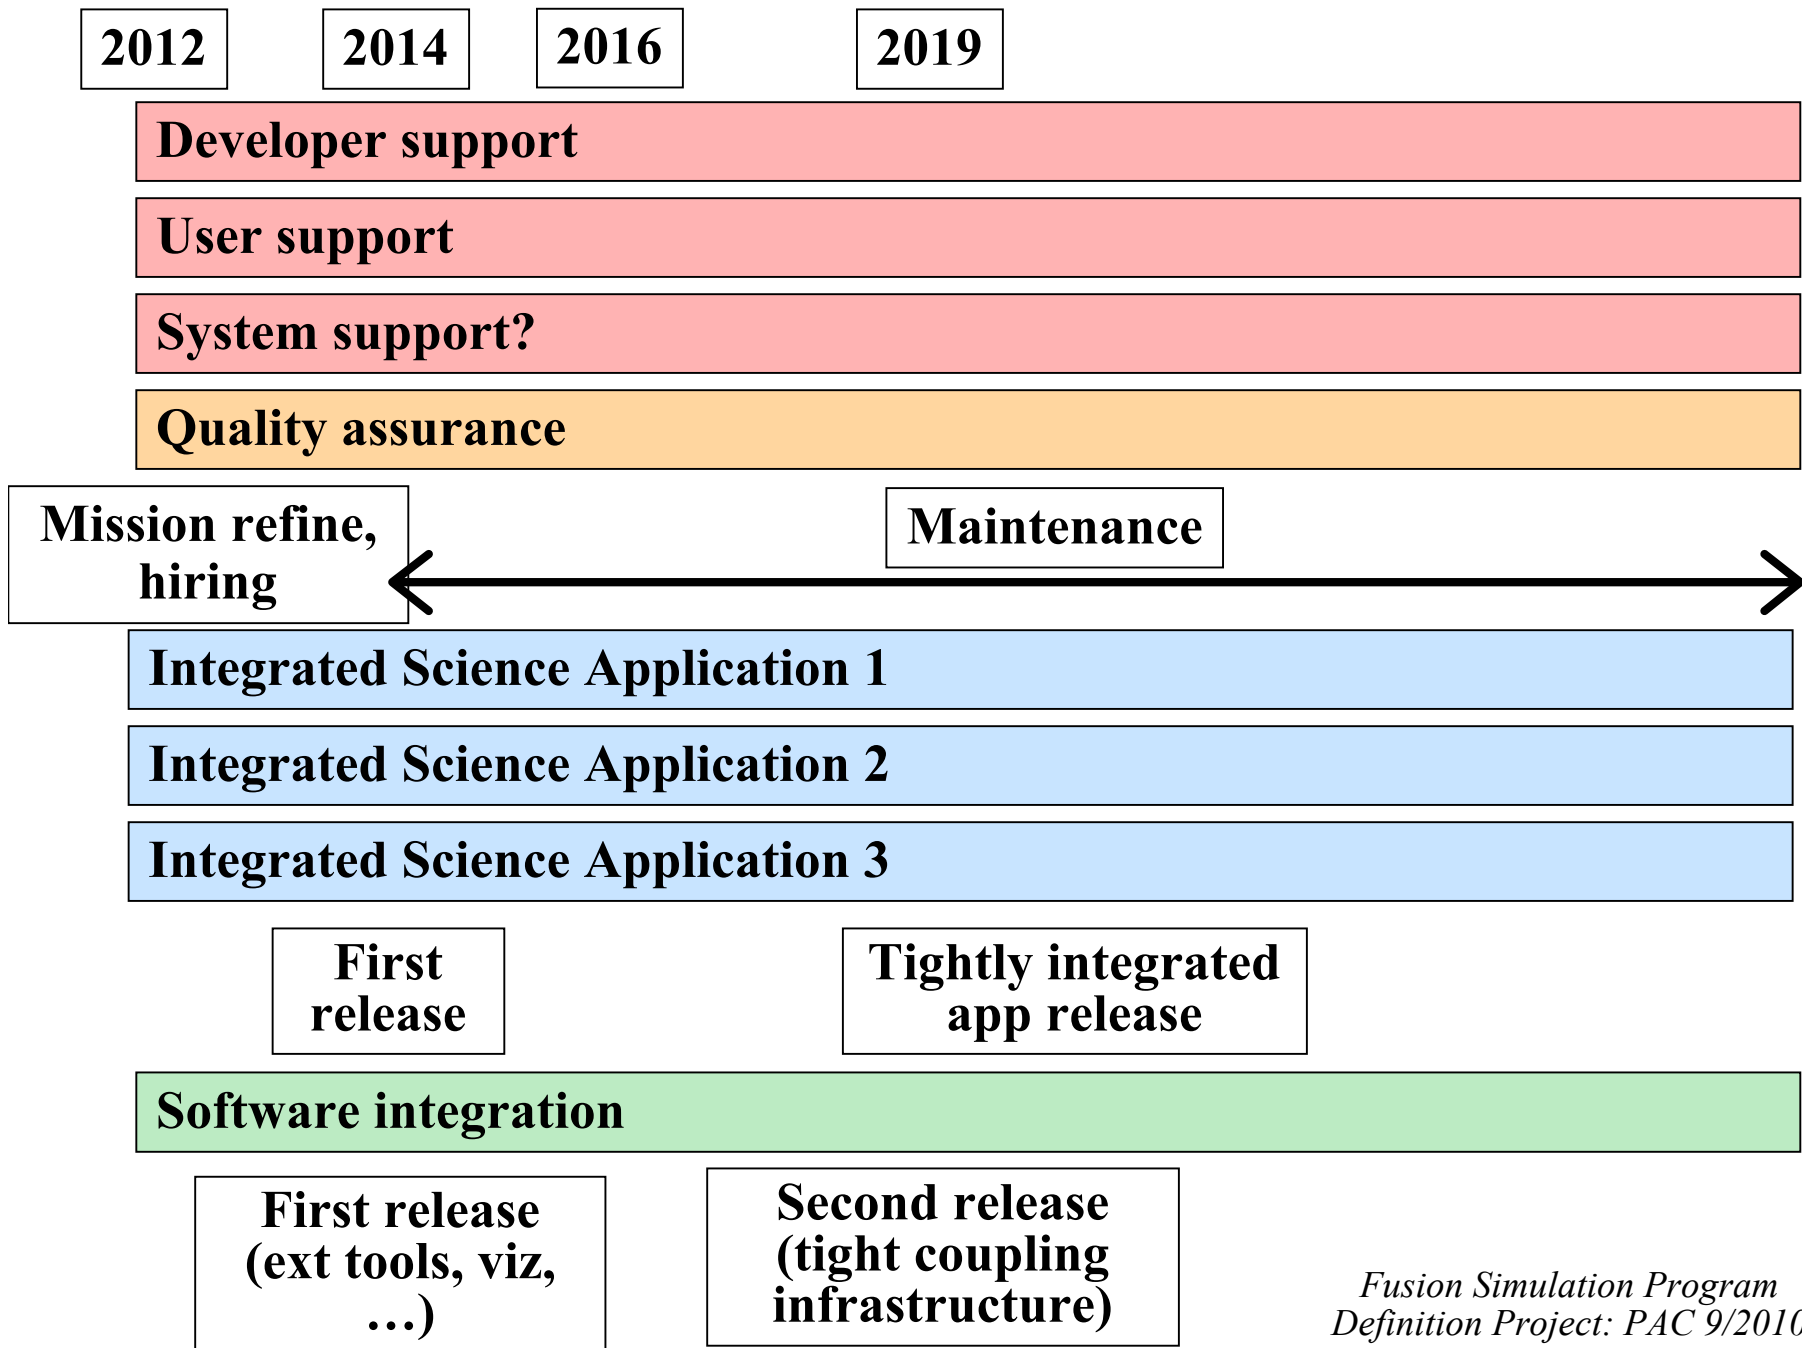 2012 2014 2016 2019
Developer support
User support
System support?
Quality assurance
Mission refine,
hiring
Maintenance
Integrated Science Application 1
Integrated Science Application 2
Integrated Science Application 3
First
release
Tightly integrated
app release
Software integration
First release
(ext tools, viz,
…)
Second release
(tight coupling
infrastructure)
Fusion Simulation Program
Definition Project: PAC 9/2010